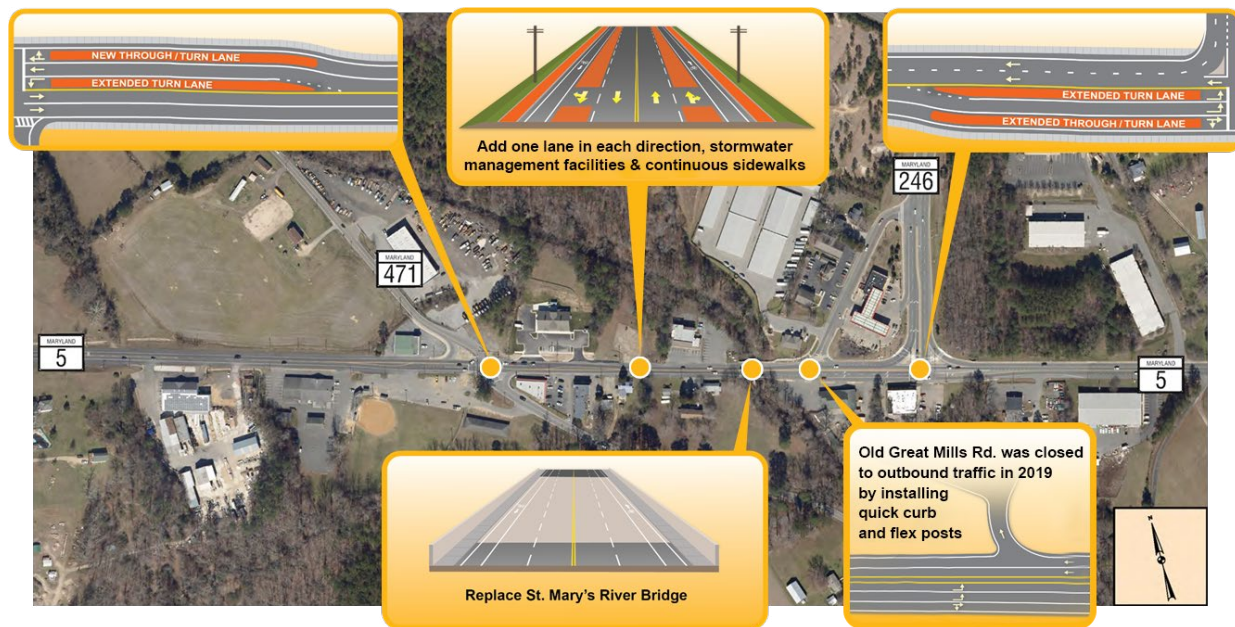 NEW THROUGH / TURN LANE
EXTENDED TURN LANE
Add one lane in each direction, stormwater
management facilities & continuous sidewalks
EXTENDED TURN LANE
EXTENDED THROUGH/TURN LANE
MARYLAND
246
MARYLAND
471
MARYLAND
5
MARYLAND
5
Replace St. Mary's River Bridge
Old Great Mills Rd. was closed
to outbound traffic in 2019
by installing
quick curb
and flex posts